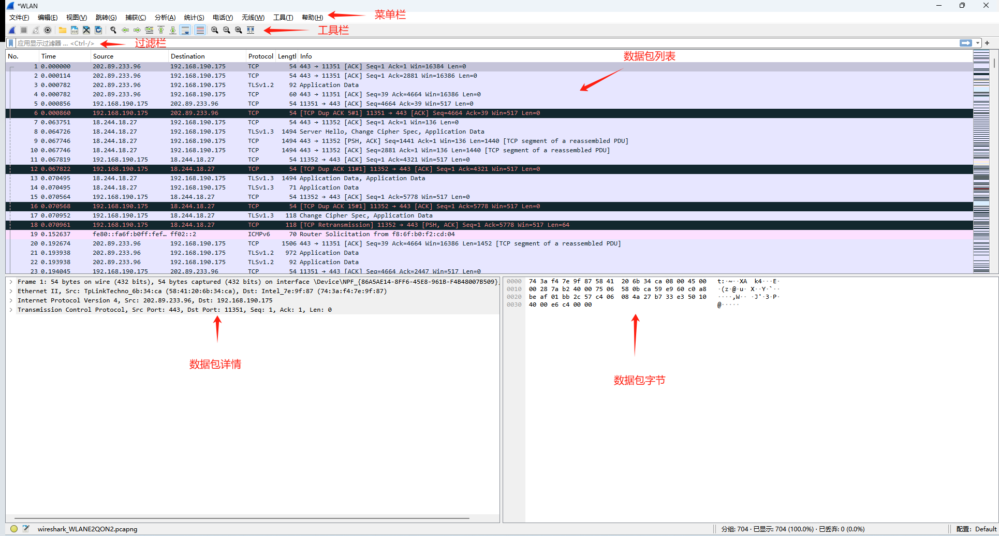 *WLAN
文件(F) 编辑(E) 视图(V) 跳转(G) 捕获(C) 分析(A) 统计(S) 电话(Y) 无线(W) 工具(T) 帮助(H) 菜单栏
工具栏
应用显示过滤器 … <Ctrl-/> 过滤栏
No. Time Source Destination Protocol Lengtl Info
数据包列表
1 0.000000 202.89.233.96 192.168.190.175 TCP 54 443 → 11351 [ACK] Seq=1 Ack=1 Win=16384 Len=0
2 0.000114 202.89.233.96 192.168.190.175 TCP 54 443 → 11351 [ACK] Seq=1 Ack=2881 Win=16386 Len=0
3 0.000782 202.89.233.96 192.168.190.175 TLSv1.2 92 Application Data
4 0.000782 202.89.233.96 192.168.190.175 TCP 60 443 → 11351 [ACK] Seq=39 Ack=4664 Win=16386 Len=0
5 0.000856 192.168.190.175 202.89.233.96 TCP 54 11351 → 443 [ACK] Seq=4664 Ack=39 Win=517 Len=0
6 0.000860 192.168.190.175 202.89.233.96 TCP 54 [TCP Dup ACK 5#1] 11351 → 443 [ACK] Seq=4664 Ack=39 Win=517 Len=0
7 0.063751 18.244.18.27 192.168.190.175 TCP 54 443 → 11352 [ACK] Seq=1 Ack=1 Win=136 Len=0
8 0.064726 18.244.18.27 192.168.190.175 TLSv1.3 1494 Server Hello, Change Cipher Spec, Application Data
9 0.067746 18.244.18.27 192.168.190.175 TCP 1494 443 → 11352 [PSH, ACK] Seq=1441 Ack=1 Win=136 Len=1440 [TCP segment of a reassembled PDU]
10 0.067746 18.244.18.27 192.168.190.175 TCP 1494 443 → 11352 [ACK] Seq=2881 Ack=1 Win=136 Len=1440 [TCP segment of a reassembled PDU]
11 0.067819 192.168.190.175 18.244.18.27 TCP 54 11352 → 443 [ACK] Seq=1 Ack=4321 Win=517 Len=0
12 0.067822 192.168.190.175 18.244.18.27 TCP 54 [TCP Dup ACK 11#1] 11352 → 443 [ACK] Seq=1 Ack=4321 Win=517 Len=0
13 0.070495 18.244.18.27 192.168.190.175 TLSv1.3 1494 Application Data, Application Data
14 0.070495 18.244.18.27 192.168.190.175 TLSv1.3 71 Application Data
15 0.070564 192.168.190.175 18.244.18.27 TCP 54 11352 → 443 [ACK] Seq=1 Ack=5778 Win=517 Len=0
16 0.070568 192.168.190.175 18.244.18.27 TCP 54 [TCP Dup ACK 15#1] 11352 → 443 [ACK] Seq=1 Ack=5778 Win=517 Len=0
17 0.070952 192.168.190.175 18.244.18.27 TLSv1.3 118 Change Cipher Spec, Application Data
18 0.070961 192.168.190.175 18.244.18.27 TCP 118 [TCP Retransmission] 11352 → 443 [PSH, ACK] Seq=1 Ack=5778 Win=517 Len=64
19 0.152637 fe80::fa6f:b0ff:fef… ff02::2 ICMPv6 70 Router Solicitation from f8:6f:b0:f2:cd:04
20 0.192674 202.89.233.96 192.168.190.175 TCP 1506 443 → 11351 [ACK] Seq=39 Ack=4664 Win=16386 Len=1452 [TCP segment of a reassembled PDU]
21 0.193938 202.89.233.96 192.168.190.175 TLSv1.2 972 Application Data
22 0.193938 202.89.233.96 192.168.190.175 TLSv1.2 92 Application Data
23 0.194045 192.168.190.175 202.89.233.96 TCP 54 11351 → 443 [ACK] Seq=4664 Ack=2447 Win=517 Len=0
Frame 1: 54 bytes on wire (432 bits), 54 bytes captured (432 bits) on interface \Device\NPF_{86A5AE14-8FF6-45E8-961B-F4B48007B509}
Ethernet II, Src: TpLinkTechno_6b:34:ca (58:41:20:6b:34:ca), Dst: Intel_7e:9f:87 (74:3a:f4:7e:9f:87)
Internet Protocol Version 4, Src: 202.89.233.96, Dst: 192.168.190.175
Transmission Control Protocol, Src Port: 443, Dst Port: 11351, Seq: 1, Ack: 1, Len: 0
数据包详情
0000 74 3a f4 7e 9f 87 58 41 20 6b 34 ca 08 00 45 00 t:·~··XA k4···E·
0010 00 28 7a b2 40 00 75 06 58 0b ca 59 e9 60 c0 a8 ·(z·@·u· X··Y·`··
0020 be af 01 bb 2c 57 c4 06 08 4a 27 b7 33 e3 50 10 ····,W·· ·J'·3·P·
0030 40 00 e6 c4 00 00 @·····
数据包字节
wireshark_WLANE2QON2.pcapng
分组: 704 · 已显示: 704 (100.0%) · 已丢弃: 0 (0.0%) 配置: Default